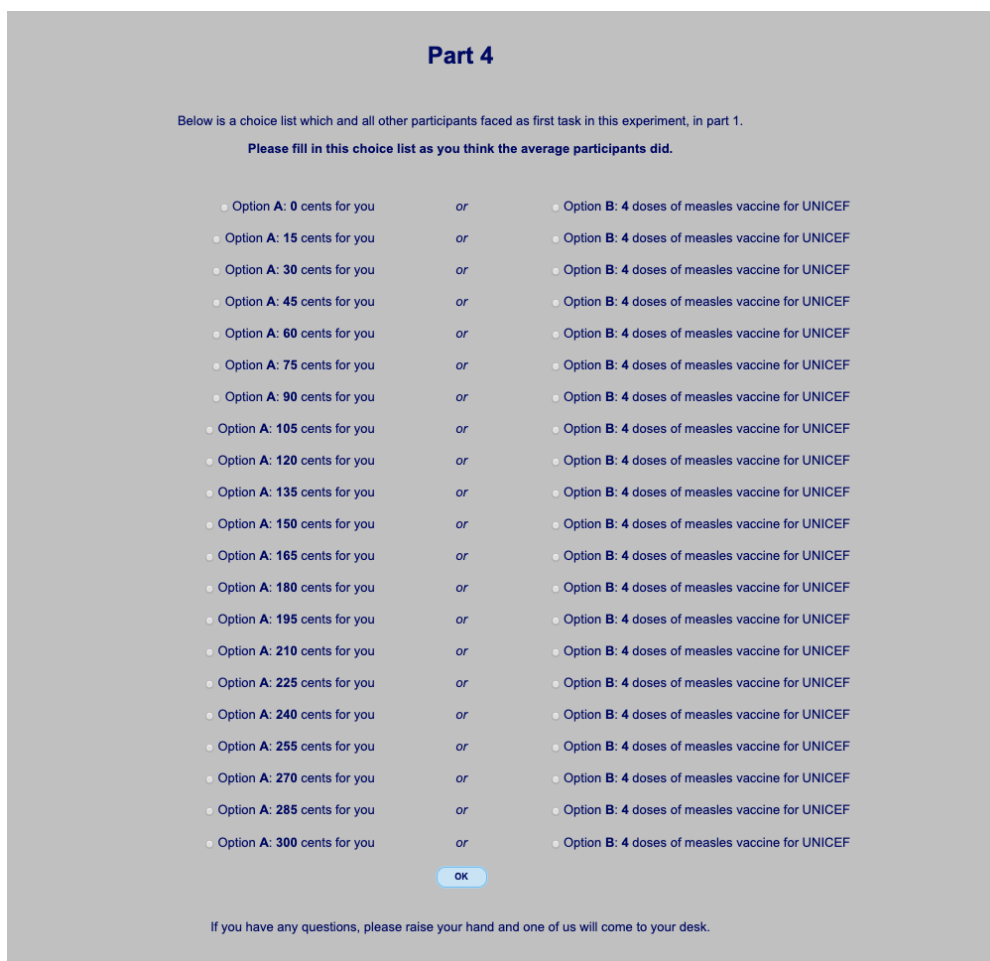 Part 4
Below is a choice list which and all other participants faced as first task in this experiment, in part 1.
Please fill in this choice list as you think the average participants did.
Option A: 0 cents for you or Option B: 4 doses of measles vaccine for UNICEF
Option A: 15 cents for you or Option B: 4 doses of measles vaccine for UNICEF
Option A: 30 cents for you or Option B: 4 doses of measles vaccine for UNICEF
Option A: 45 cents for you or Option B: 4 doses of measles vaccine for UNICEF
Option A: 60 cents for you or Option B: 4 doses of measles vaccine for UNICEF
Option A: 75 cents for you or Option B: 4 doses of measles vaccine for UNICEF
Option A: 90 cents for you or Option B: 4 doses of measles vaccine for UNICEF
Option A: 105 cents for you or Option B: 4 doses of measles vaccine for UNICEF
Option A: 120 cents for you or Option B: 4 doses of measles vaccine for UNICEF
Option A: 135 cents for you or Option B: 4 doses of measles vaccine for UNICEF
Option A: 150 cents for you or Option B: 4 doses of measles vaccine for UNICEF
Option A: 165 cents for you or Option B: 4 doses of measles vaccine for UNICEF
Option A: 180 cents for you or Option B: 4 doses of measles vaccine for UNICEF
Option A: 195 cents for you or Option B: 4 doses of measles vaccine for UNICEF
Option A: 210 cents for you or Option B: 4 doses of measles vaccine for UNICEF
Option A: 225 cents for you or Option B: 4 doses of measles vaccine for UNICEF
Option A: 240 cents for you or Option B: 4 doses of measles vaccine for UNICEF
Option A: 255 cents for you or Option B: 4 doses of measles vaccine for UNICEF
Option A: 270 cents for you or Option B: 4 doses of measles vaccine for UNICEF
Option A: 285 cents for you or Option B: 4 doses of measles vaccine for UNICEF
Option A: 300 cents for you or Option B: 4 doses of measles vaccine for UNICEF
OK
If you have any questions, please raise your hand and one of us will come to your desk.